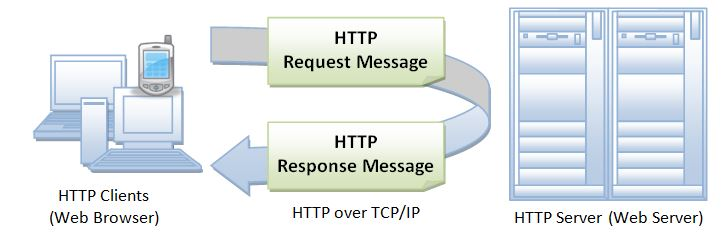 HTTP
Request Message
HTTP
Response Message
HTTP Clients
(Web Browser)
HTTP over TCP/IP
HTTP Server (Web Server)